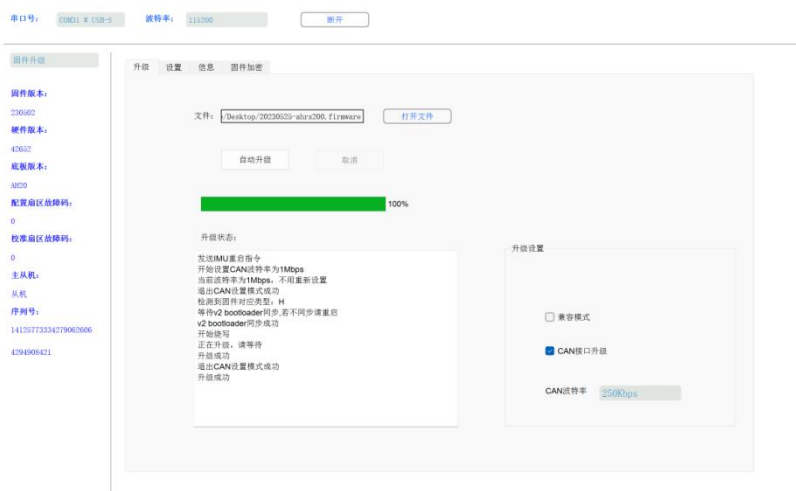 串口号： COM31 # USB-S 波特率： 115200 断开
固件升级
升级 设置 信息 固件加密
固件版本：
230502
硬件版本：
42652
底板版本：
AH20
配置扇区故障码：
0
校准扇区故障码：
0
主从机：
从机
序列号：
14125773334279062606
4294908421
文件： /Desktop/20230525-ahrs200.firmware 打开文件
自动升级 取消
100%
升级状态：
发送IMU重启指令
开始设置CAN波特率为1Mbps
当前波特率为1Mbps，不用重新设置
退出CAN设置模式成功
检测到固件对应类型：H
等待v2 bootloader同步,若不同步请重启
v2 bootloader同步成功
开始烧写
正在升级，请等待
升级成功
退出CAN设置模式成功
升级成功
升级设置
兼容模式
CAN接口升级
CAN波特率 250Kbps